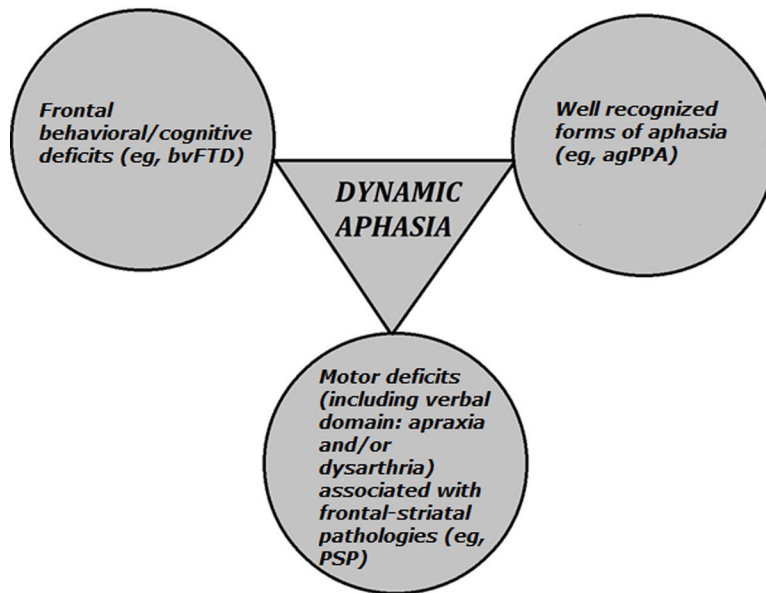 Frontal
behavioral/cognitive
deficits (eg, bvFTD)
Well recognized
forms of aphasia
(eg, agPPA)
DYNAMIC
APHASIA
Motor deficits
(including verbal
domain: apraxia
and/or
dysarthria)
associated with
frontal-striatal
pathologies (eg,
PSP)